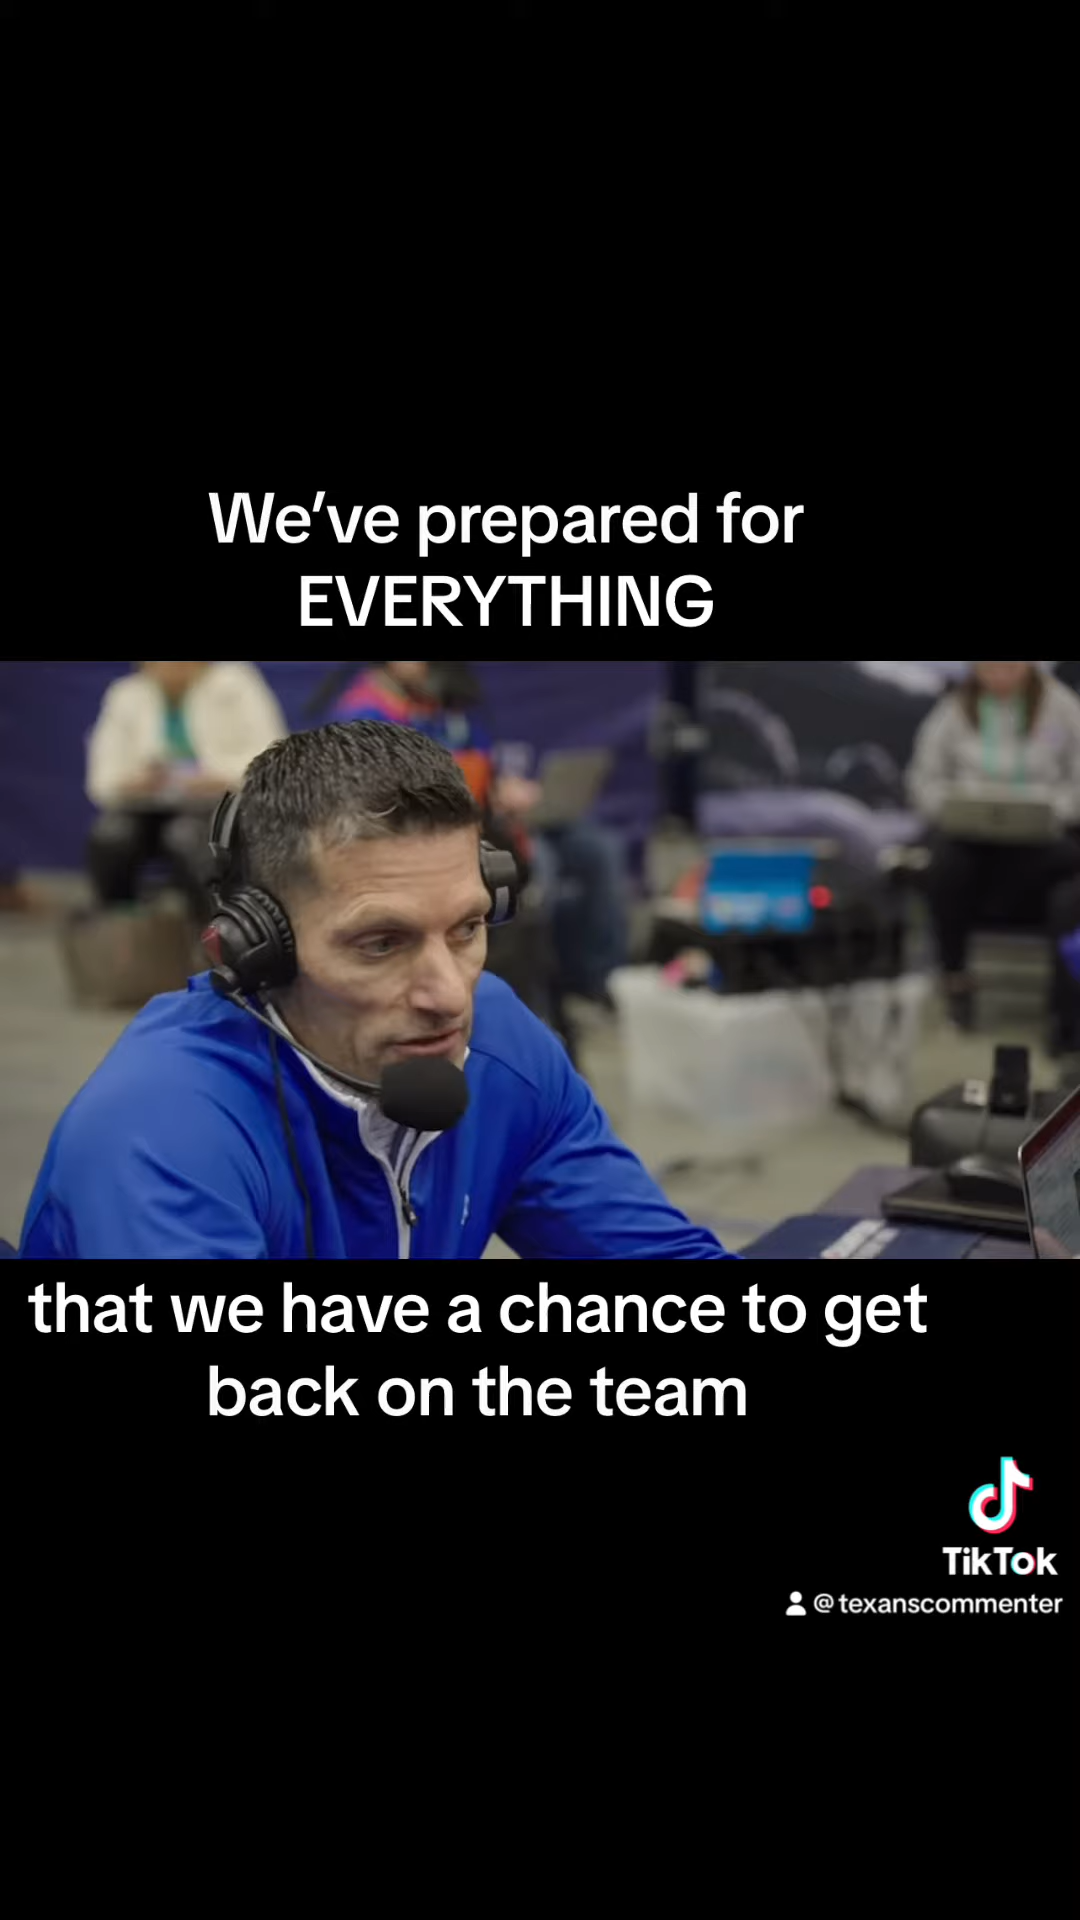 We've prepared for
EVERYTHING
that we have a chance to get
back on the team
TikTok
@texanscommenter